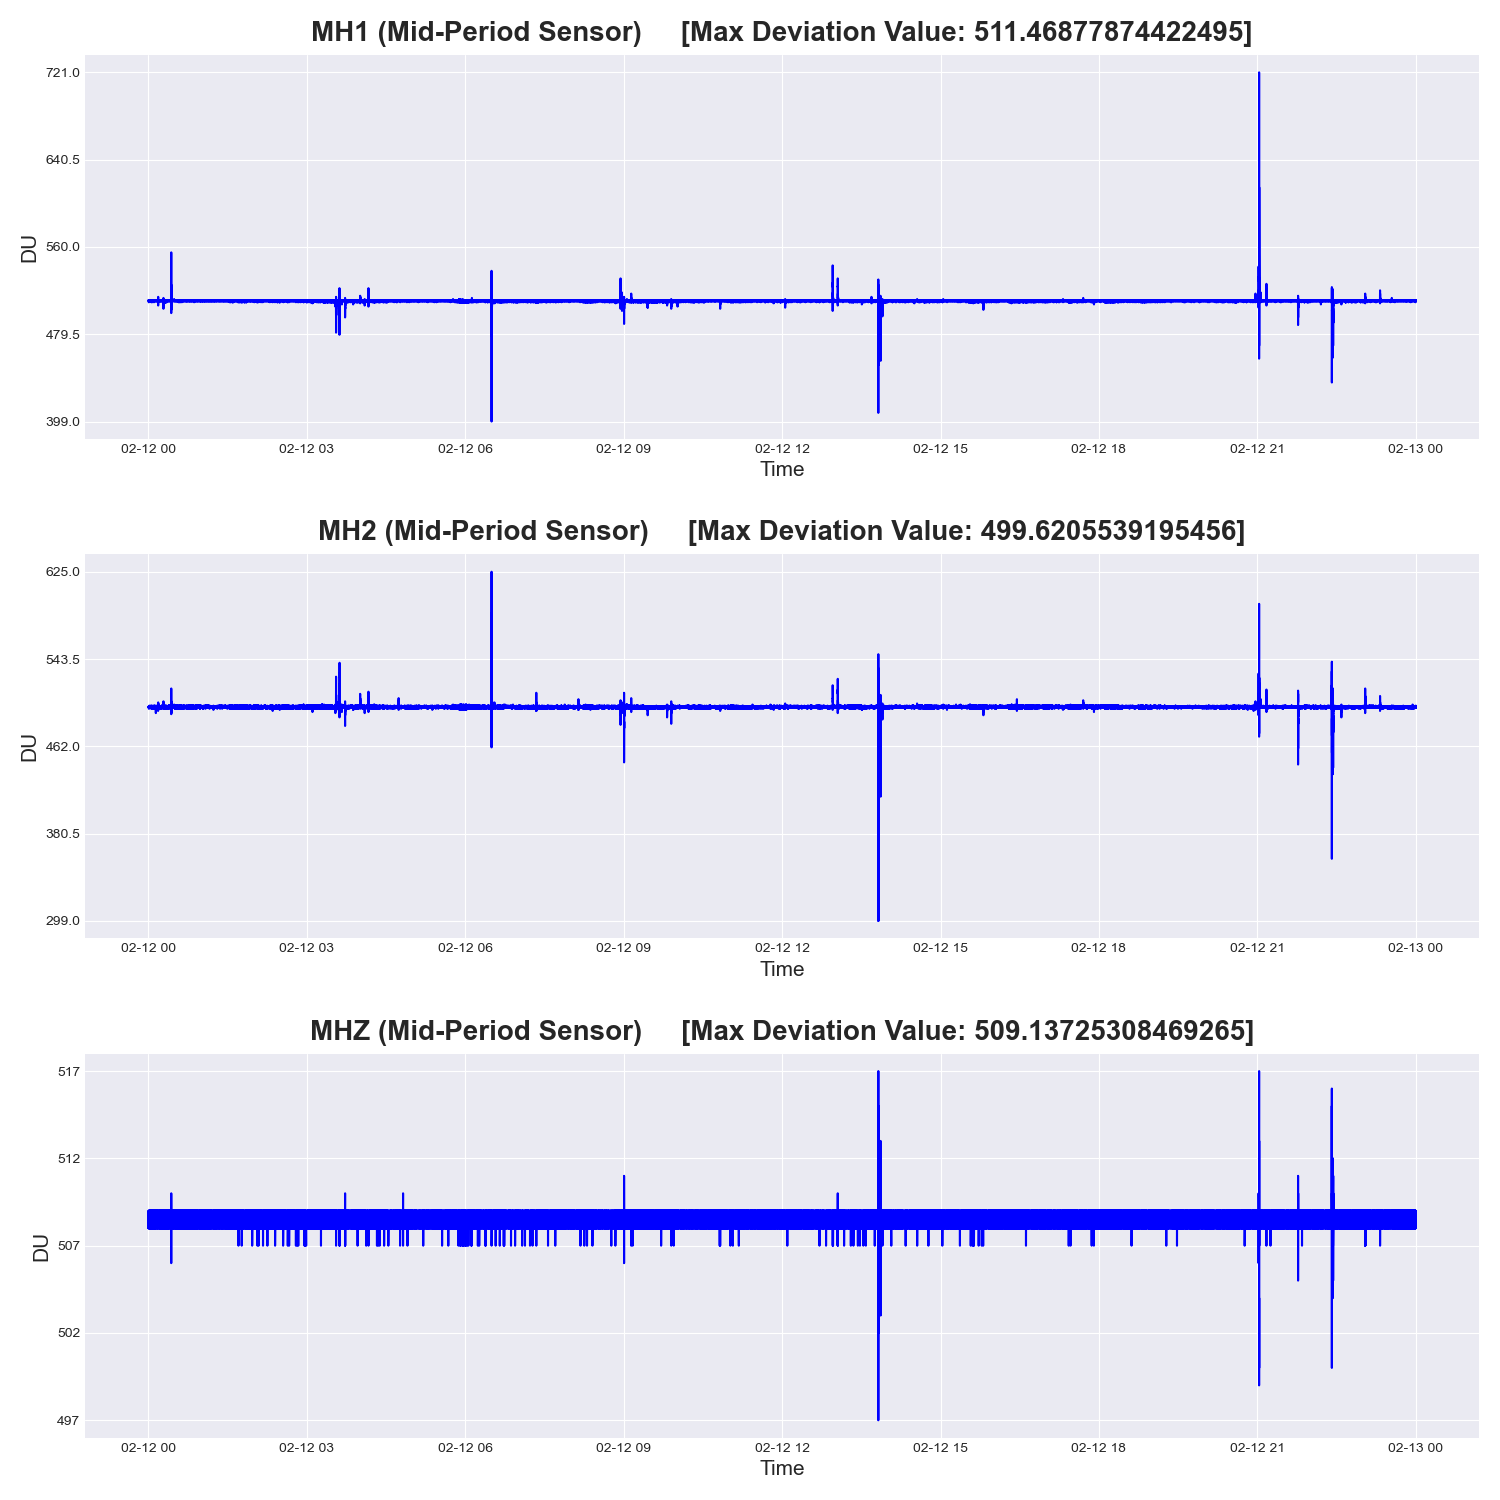 MH1 (Mid-Period Sensor)     [Max Deviation Value: 511.46877874422495]
721.0
640.5
560.0
479.5
399.0
DU
02-12 00 02-12 03 02-12 06 02-12 09 02-12 12 02-12 15 02-12 18 02-12 21 02-13 00
Time
MH2 (Mid-Period Sensor)     [Max Deviation Value: 499.6205539195456]
625.0
543.5
462.0
380.5
299.0
DU
02-12 00 02-12 03 02-12 06 02-12 09 02-12 12 02-12 15 02-12 18 02-12 21 02-13 00
Time
MHZ (Mid-Period Sensor)     [Max Deviation Value: 509.13725308469265]
517
512
507
502
497
DU
02-12 00 02-12 03 02-12 06 02-12 09 02-12 12 02-12 15 02-12 18 02-12 21 02-13 00
Time